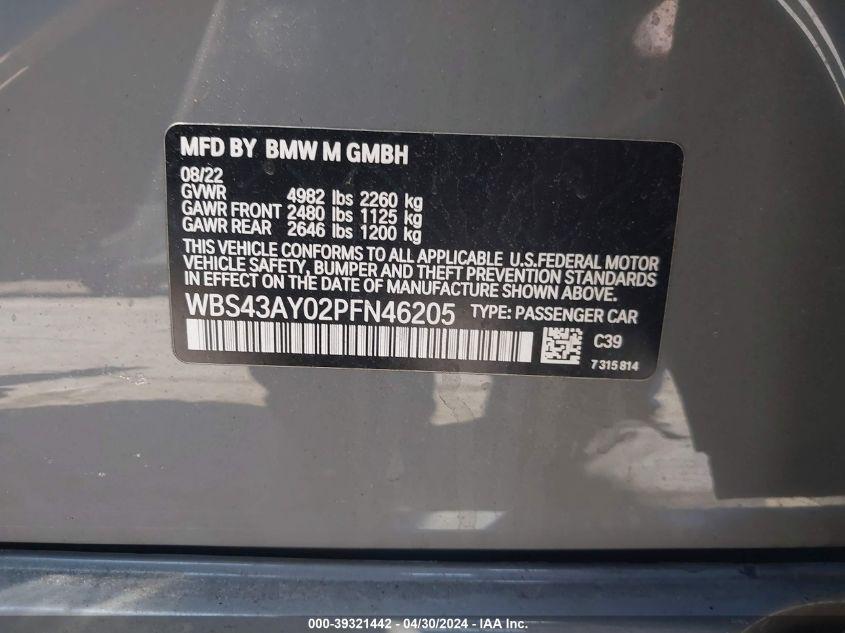 MFD BY BMW M GMBH
08/22
GVWR 4982 lbs 2260 kg
GAWR FRONT 2480 lbs 1125 kg
GAWR REAR 2646 lbs 1200 kg
THIS VEHICLE CONFORMS TO ALL APPLICABLE U.S.FEDERAL MOTOR
VEHICLE SAFETY, BUMPER AND THEFT PREVENTION STANDARDS
IN EFFECT ON THE DATE OF MANUFACTURE SHOWN ABOVE.
WBS43AY02PFN46205 TYPE: PASSENGER CAR
C39
7 315 814
000-39321442 - 04/30/2024 - IAA Inc.